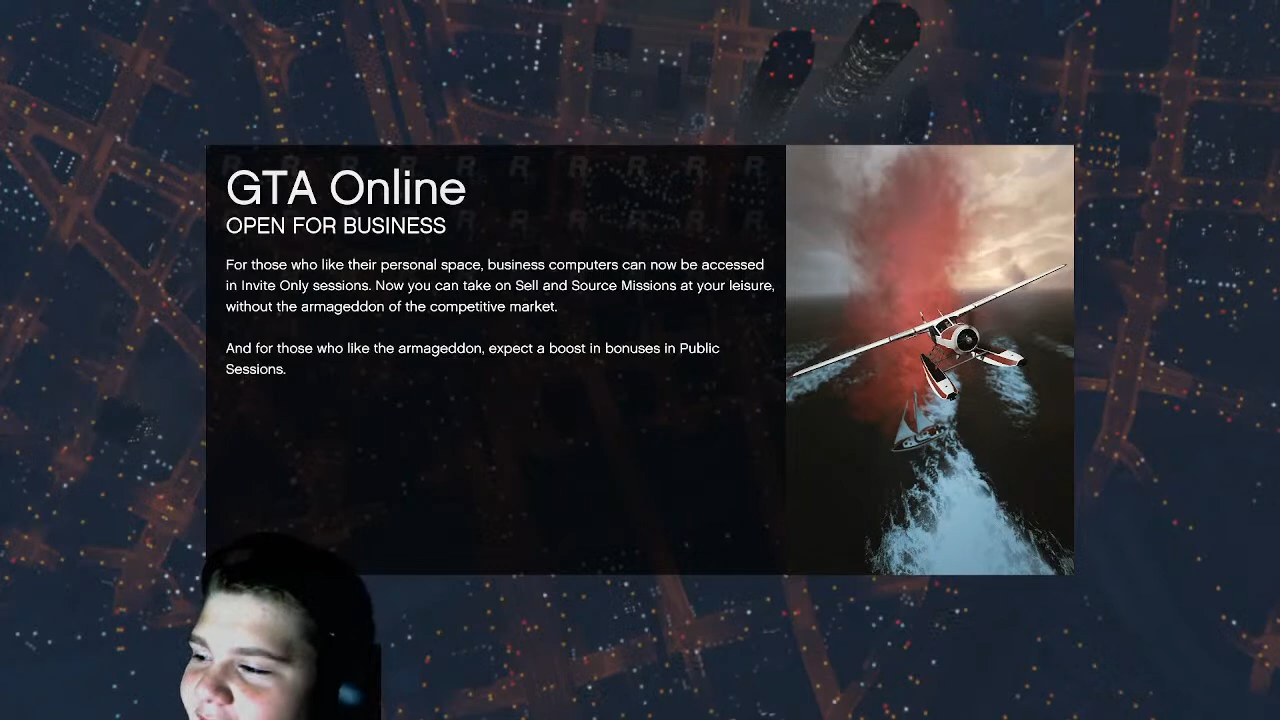 GTA Online
OPEN FOR BUSINESS
For those who like their personal space, business computers can now be accessed
in Invite Only sessions. Now you can take on Sell and Source Missions at your leisure,
without the armageddon of the competitive market.
And for those who like the armageddon, expect a boost in bonuses in Public
Sessions.